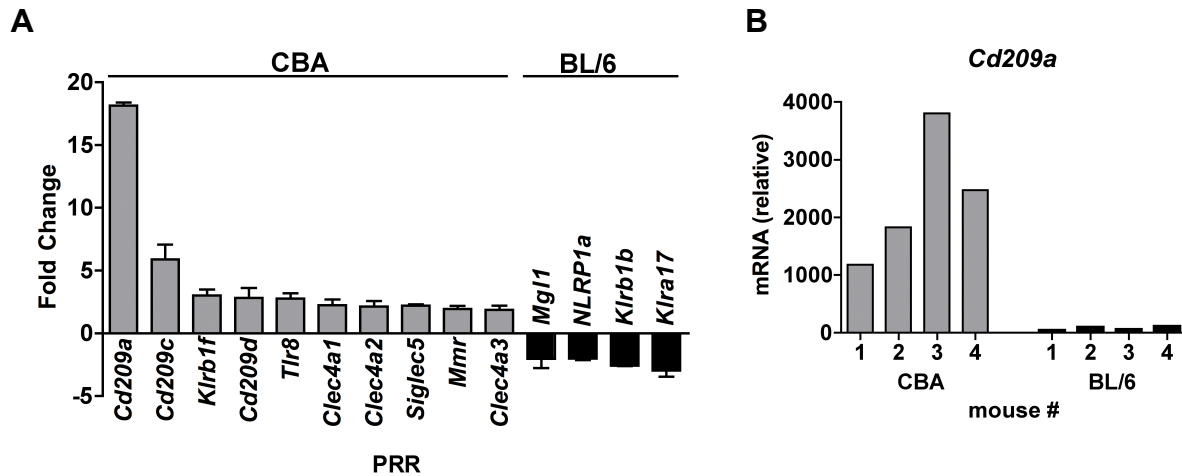 A
CBA
BL/6
20
15
10
5
0
-5
Fold Change
Cd209a
Cd209c
Klrb1f
Cd209d
Tlr8
Clec4a1
Clec4a2
Siglec5
Mmr
Clec4a3
Mgl1
NLRP1a
Klrb1b
Klra17
PRR
B
Cd209a
4000
3000
2000
1000
0
mRNA (relative)
1 2 3 4 1 2 3 4
CBA BL/6
mouse #